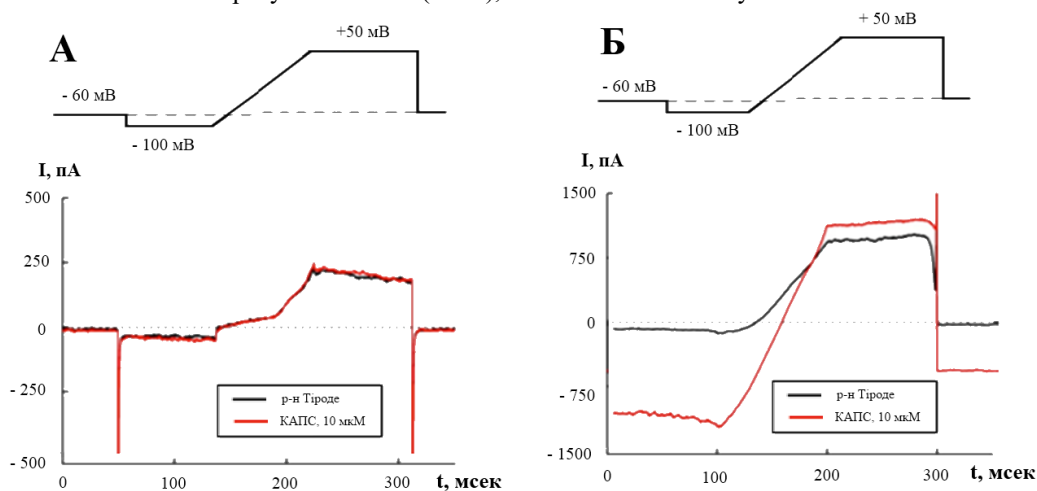 А
+50 мВ
- 60 мВ
- 100 мВ
I, пА
500
250
0
- 250
- 500
р-н Тіроде
КАПС, 10 мкМ
0
100
200
300
t, мсек
Б
+ 50 мВ
- 60 мВ
- 100 мВ
I, пА
1500
750
0
- 750
- 1500
р-н Тіроде
КАПС, 10 мкМ
0
100
200
300
t, мсек